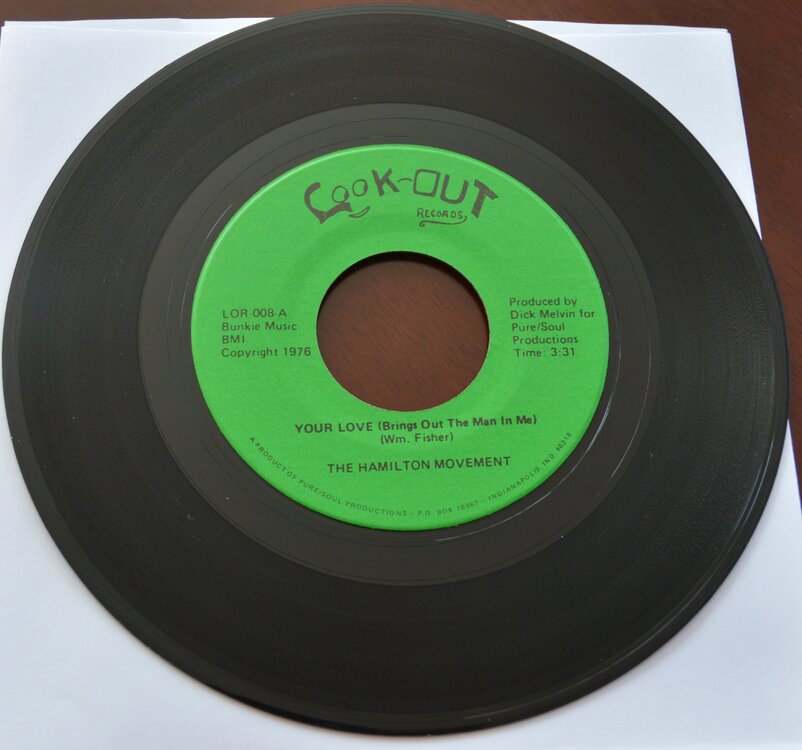 Look-Out
Records
LOR-008-A
Bunkie Music
BMI
Copyright 1976
Produced by
Dick Melvin for
Pure/Soul
Productions
Time: 3:31
YOUR LOVE (Brings Out The Man In Me)
(Wm. Fisher)
THE HAMILTON MOVEMENT
A PRODUCT OF PURE/SOUL PRODUCTIONS – P.O. BOX 18067 – INDIANAPOLIS, IND. 46218